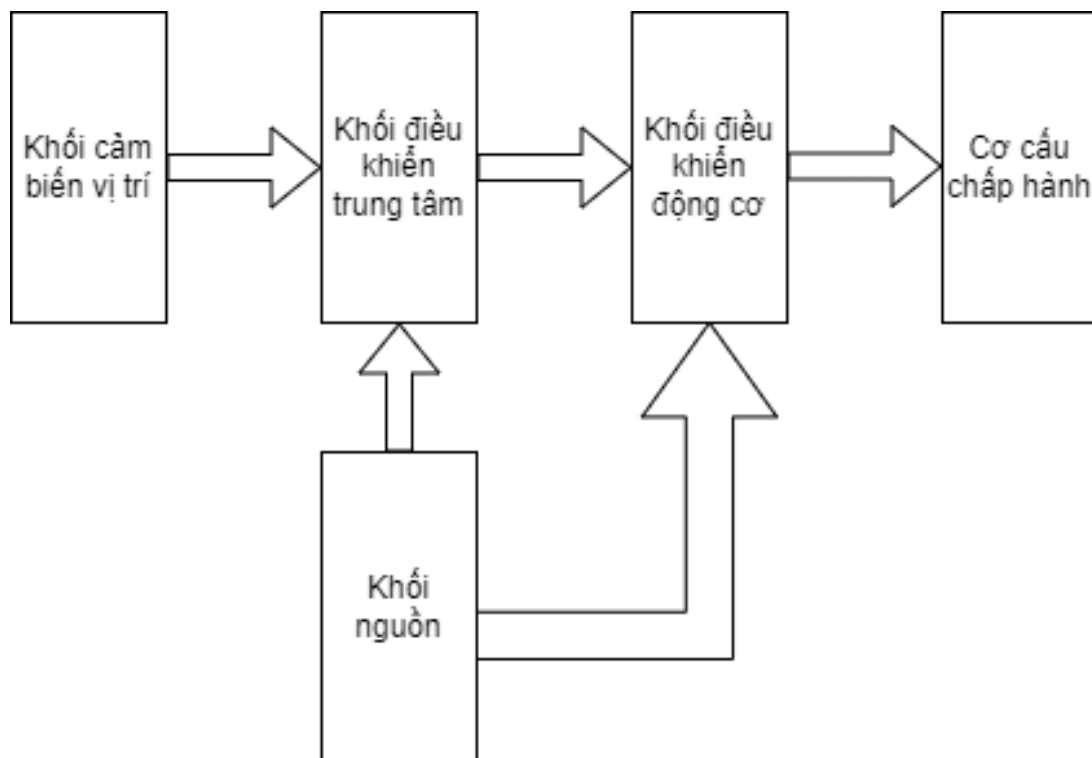 Khối cảm
biến vị trí
Khối điều
khiển
trung tâm
Khối điều
khiển
động cơ
Cơ cấu
chấp hành
Khối
nguồn